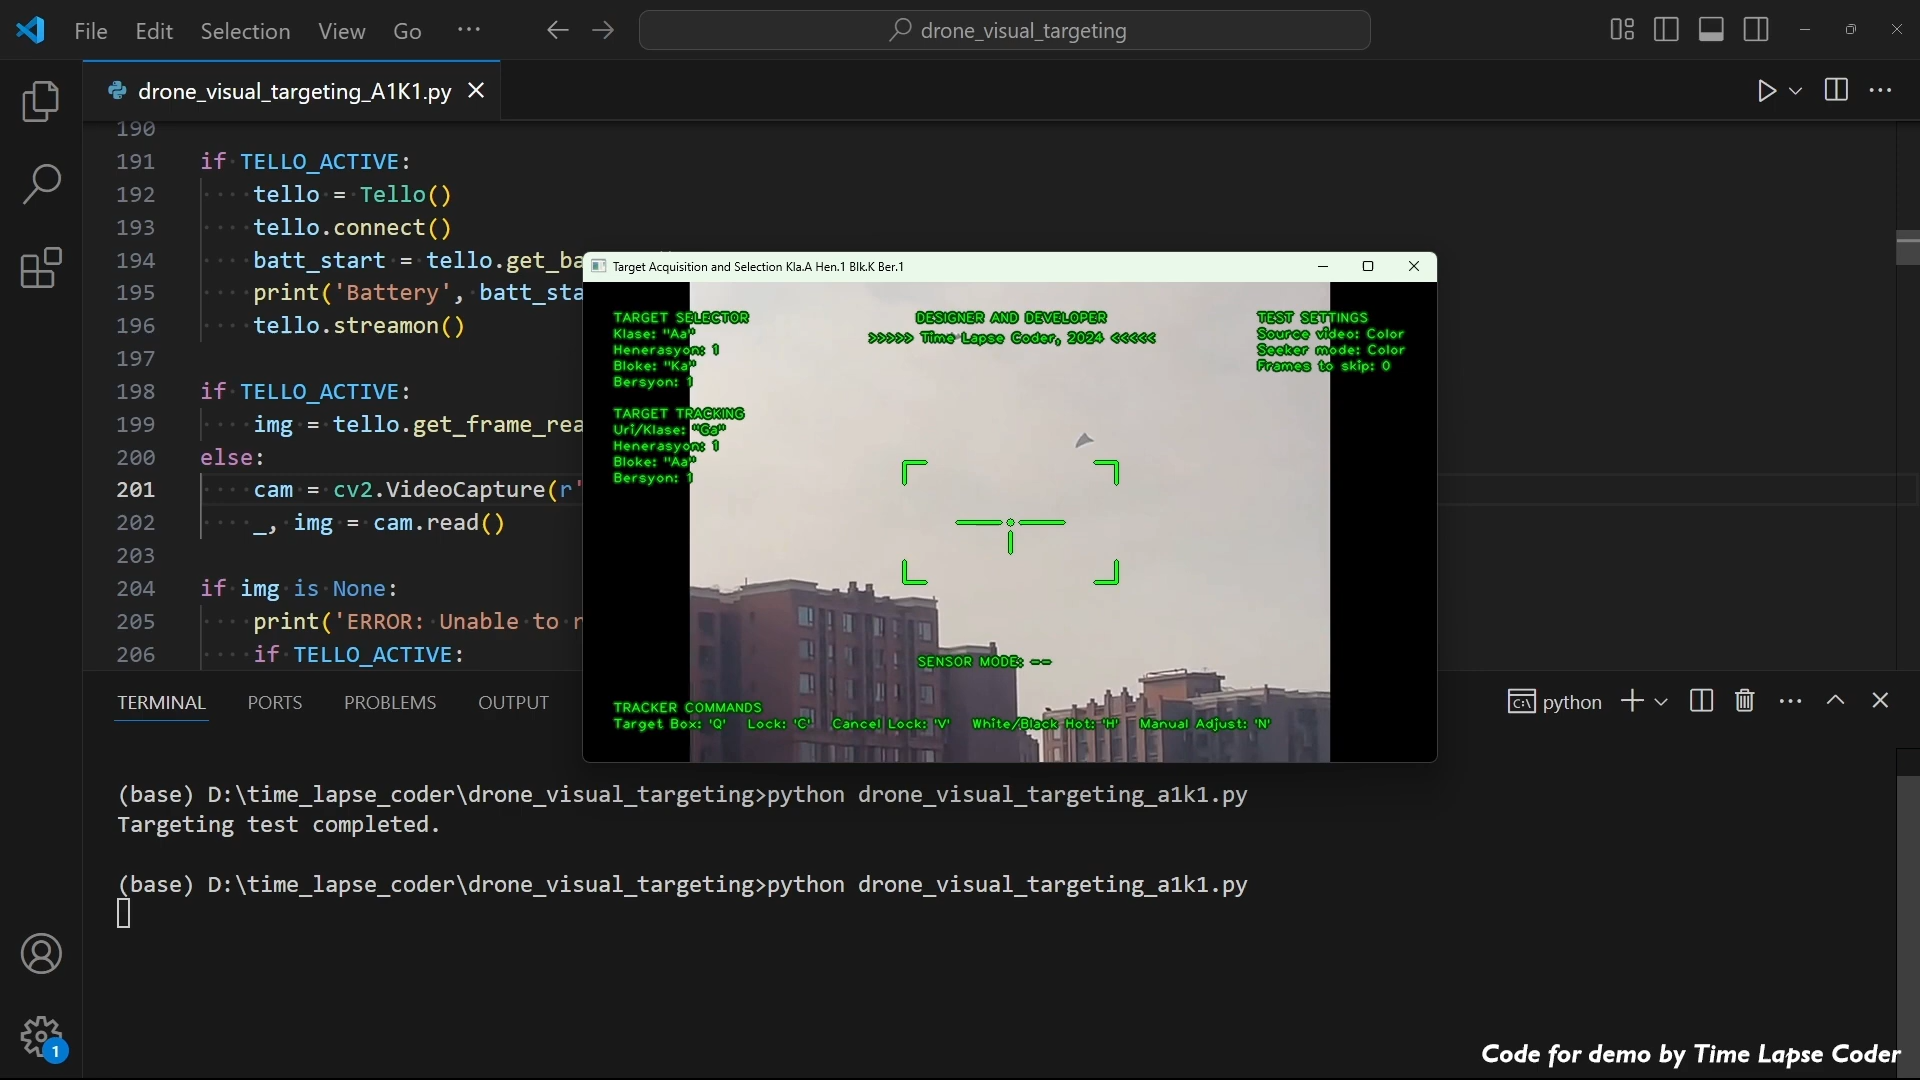 File Edit Selection View Go ···
drone_visual_targeting
drone_visual_targeting_A1K1.py
190
191 if TELLO_ACTIVE:
192 tello = Tello()
193 tello.connect()
194 batt_start = tello.get_ba
195 print('Battery', batt_sta
196 tello.streamon()
197
198 if TELLO_ACTIVE:
199 img = tello.get_frame_rea
200 else:
201 cam = cv2.VideoCapture(r'
202 _, img = cam.read()
203
204 if img is None:
205 print('ERROR: Unable to r
206 if TELLO_ACTIVE:
Target Acquisition and Selection Kla.A Hen.1 Blk.K Ber.1
TARGET SELECTOR
Klase: "Aa"
Henerasyon: 1
Bloke: "Ka"
Bersyon: 1
TARGET TRACKING
Uri/Klase: "Ga"
Henerasyon: 1
Bloke: "Aa"
Bersyon: 1
DESIGNER AND DEVELOPER
>>>>> Time Lapse Coder, 2024 <<<<<
TEST SETTINGS
Source video: Color
Seeker mode: Color
Frames to skip: 0
SENSOR MODE: --
TRACKER COMMANDS
Target Box: 'Q' Lock: 'C' Cancel Lock: 'V' White/Black Hot: 'H' Manual Adjust: 'N'
TERMINAL PORTS PROBLEMS OUTPUT
python
(base) D:\time_lapse_coder\drone_visual_targeting>python drone_visual_targeting_a1k1.py
Targeting test completed.
(base) D:\time_lapse_coder\drone_visual_targeting>python drone_visual_targeting_a1k1.py
1
Code for demo by Time Lapse Coder